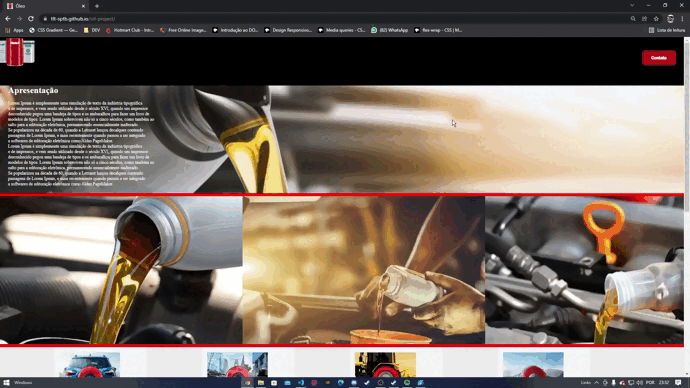 Óleo
tlt-optb.github.io/oil-project/
Apps
CSS Gradient — Ge...
DEV
Hotmart Club - Intr...
Free Online Image...
Introdução ao DO...
Design Responsivo...
Media queries - CS...
(82) WhatsApp
flex-wrap - CSS | M...
Lista de leitura
Contato
Apresentação
Lorem Ipsum é simplesmente uma simulação de texto da indústria tipográfica
e de impressos, e vem sendo utilizado desde o século XVI, quando um impressor
desconhecido pegou uma bandeja de tipos e os embaralhou para fazer um livro de
modelos de tipos. Lorem Ipsum sobreviveu não só a cinco séculos, como também ao
salto para a editoração eletrônica, permanecendo essencialmente inalterado.
Se popularizou na década de 60, quando a Letraset lançou decalques contendo
passagens de Lorem Ipsum, e mais recentemente quando passou a ser integrado
a softwares de editoração eletrônica como Aldus PageMaker.
Lorem Ipsum é simplesmente uma simulação de texto da indústria tipográfica
e de impressos, e vem sendo utilizado desde o século XVI, quando um impressor
desconhecido pegou uma bandeja de tipos e os embaralhou para fazer um livro de
modelos de tipos. Lorem Ipsum sobreviveu não só a cinco séculos, como também ao
salto para a editoração eletrônica, permanecendo essencialmente inalterado.
Se popularizou na década de 60, quando a Letraset lançou decalques contendo
passagens de Lorem Ipsum, e mais recentemente quando passou a ser integrado
a softwares de editoração eletrônica como Aldus PageMaker.
Windows
Links
POR
23:52